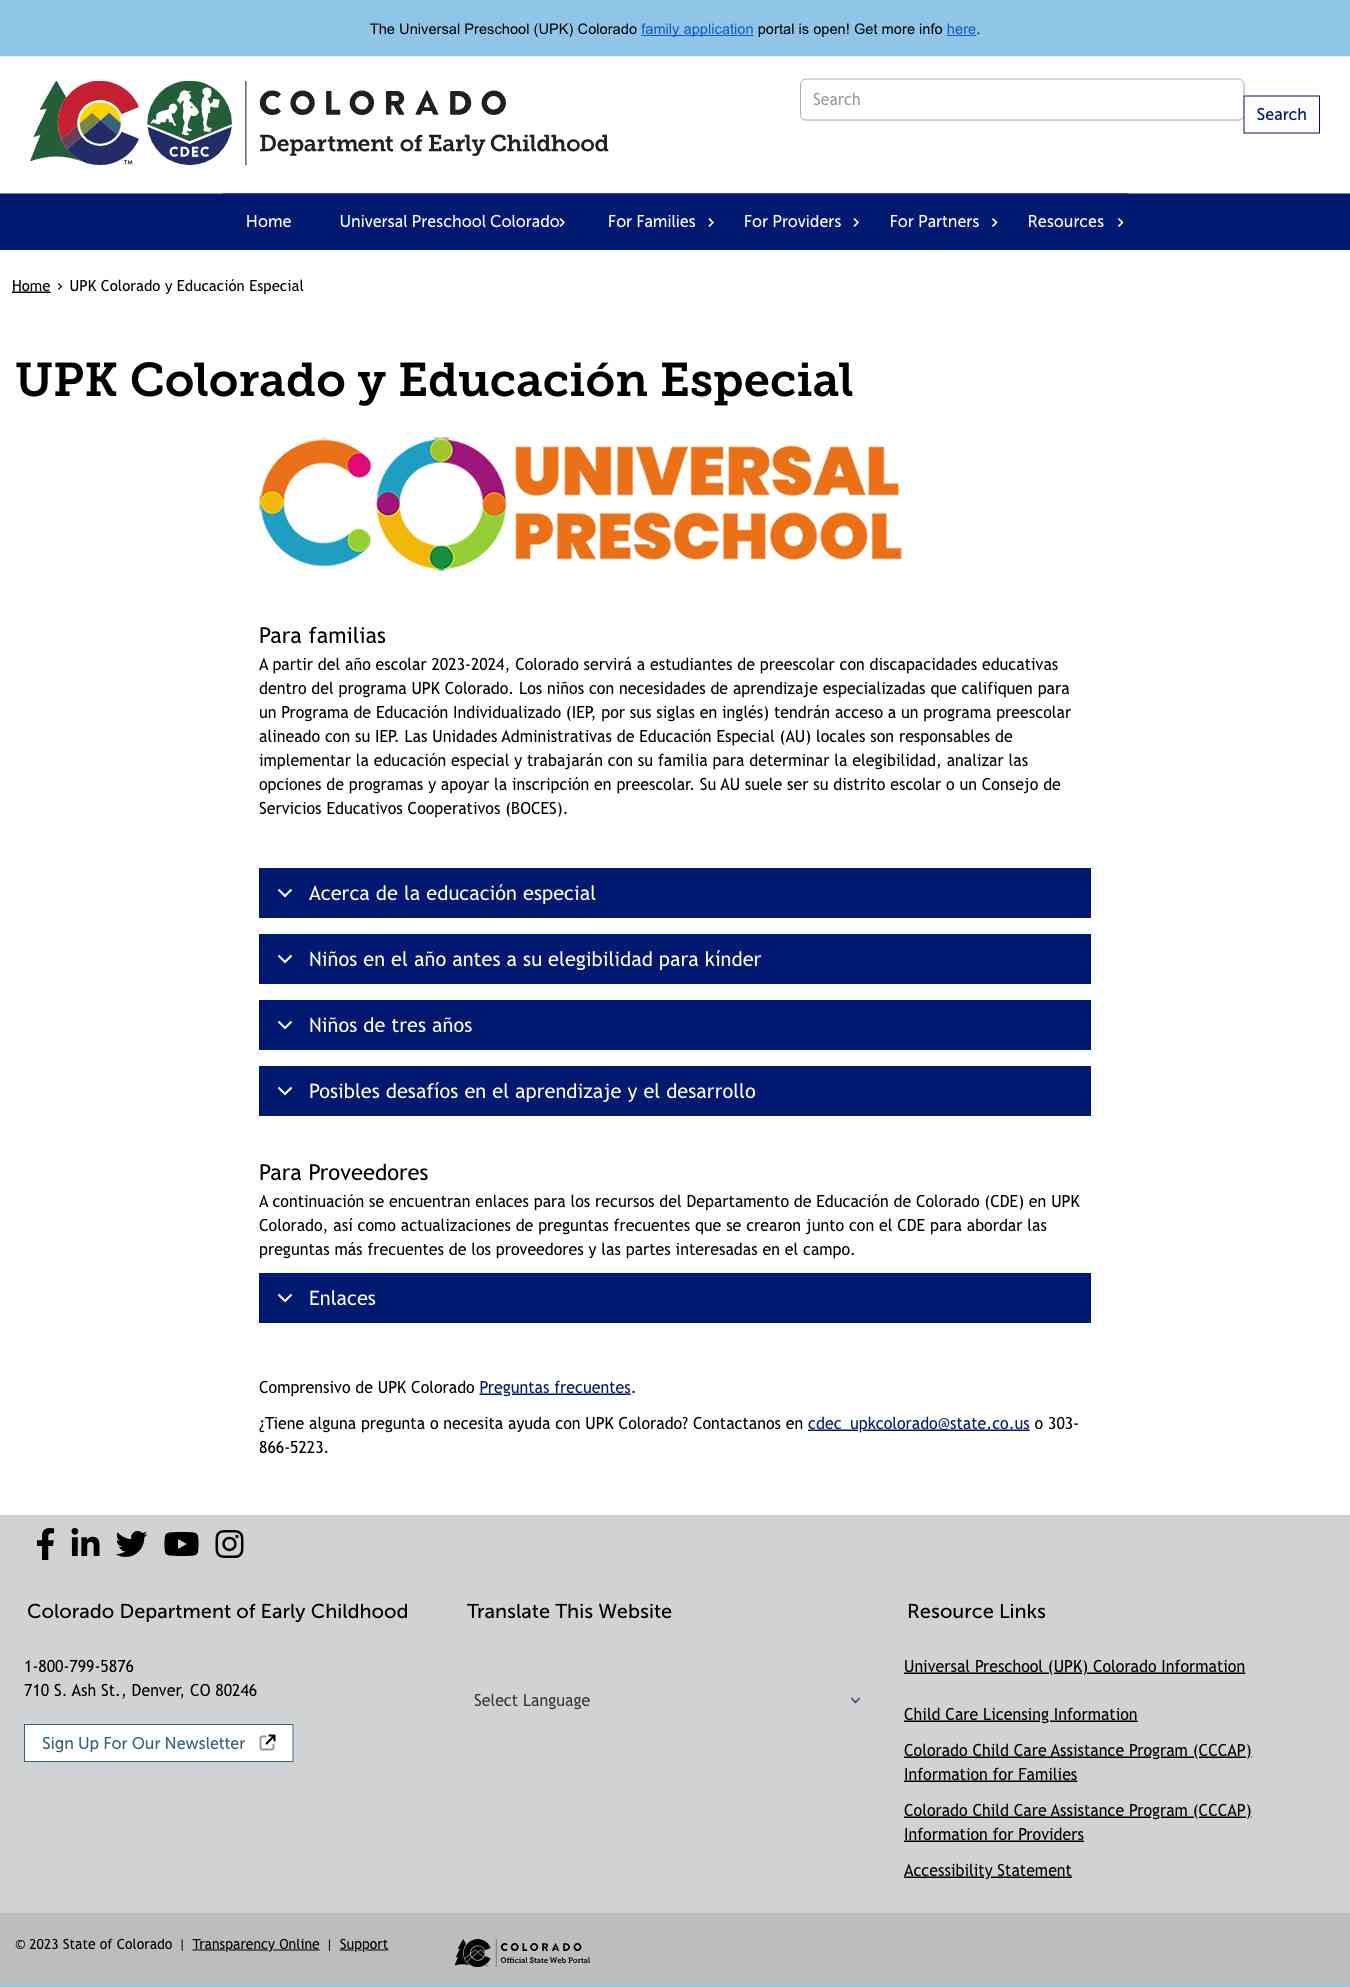 The Universal Preschool (UPK) Colorado family application portal is open! Get more info here.
CDEC
TM
COLORADO
Department of Early Childhood
Search
Search
Home
Universal Preschool Colorado
For Families
For Providers
For Partners
Resources
Home › UPK Colorado y Educación Especial
UPK Colorado y Educación Especial
CO UNIVERSAL
PRESCHOOL
Para familias
A partir del año escolar 2023-2024, Colorado servirá a estudiantes de preescolar con discapacidades educativas
dentro del programa UPK Colorado. Los niños con necesidades de aprendizaje especializadas que califiquen para
un Programa de Educación Individualizado (IEP, por sus siglas en inglés) tendrán acceso a un programa preescolar
alineado con su IEP. Las Unidades Administrativas de Educación Especial (AU) locales son responsables de
implementar la educación especial y trabajarán con su familia para determinar la elegibilidad, analizar las
opciones de programas y apoyar la inscripción en preescolar. Su AU suele ser su distrito escolar o un Consejo de
Servicios Educativos Cooperativos (BOCES).
Acerca de la educación especial
Niños en el año antes a su elegibilidad para kínder
Niños de tres años
Posibles desafíos en el aprendizaje y el desarrollo
Para Proveedores
A continuación se encuentran enlaces para los recursos del Departamento de Educación de Colorado (CDE) en UPK
Colorado, así como actualizaciones de preguntas frecuentes que se crearon junto con el CDE para abordar las
preguntas más frecuentes de los proveedores y las partes interesadas en el campo.
Enlaces
Comprensivo de UPK Colorado Preguntas frecuentes.
¿Tiene alguna pregunta o necesita ayuda con UPK Colorado? Contactanos en cdec_upkcolorado@state.co.us o 303-
866-5223.
Colorado Department of Early Childhood
1-800-799-5876
710 S. Ash St., Denver, CO 80246
Sign Up For Our Newsletter
Translate This Website
Select Language
Resource Links
Universal Preschool (UPK) Colorado Information
Child Care Licensing Information
Colorado Child Care Assistance Program (CCCAP)
Information for Families
Colorado Child Care Assistance Program (CCCAP)
Information for Providers
Accessibility Statement
© 2023 State of Colorado | Transparency Online | Support
COLORADO
Official State Web Portal